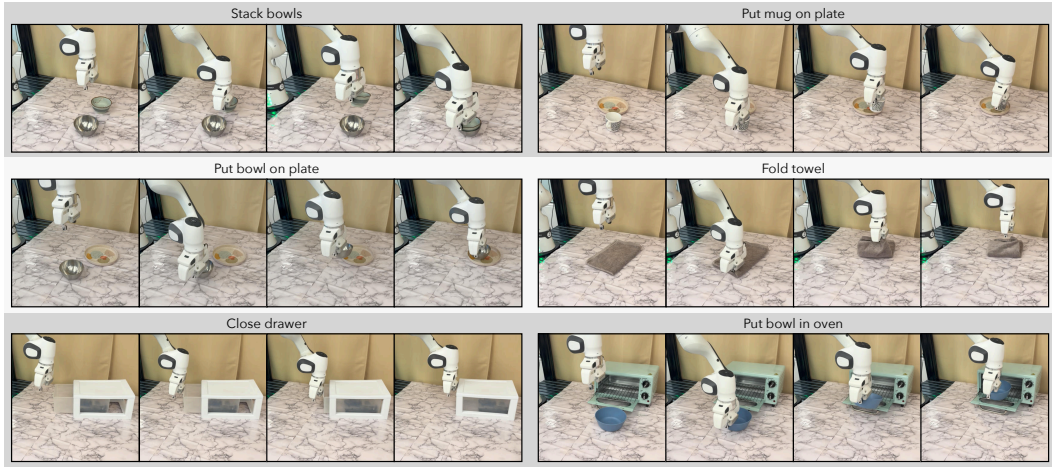 Stack bowls
Put mug on plate
Put bowl on plate
Fold towel
Close drawer
Put bowl in oven